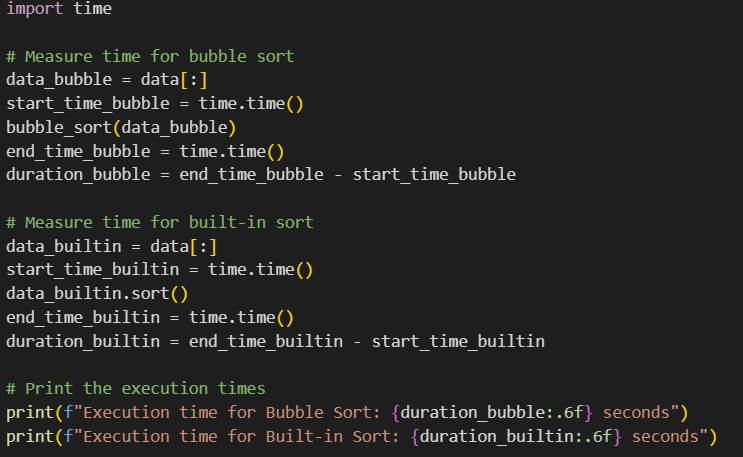 import time
# Measure time for bubble sort
data_bubble = data[:]
start_time_bubble = time.time()
bubble_sort(data_bubble)
end_time_bubble = time.time()
duration_bubble = end_time_bubble - start_time_bubble
# Measure time for built-in sort
data_builtin = data[:]
start_time_builtin = time.time()
data_builtin.sort()
end_time_builtin = time.time()
duration_builtin = end_time_builtin - start_time_builtin
# Print the execution times
print(f"Execution time for Bubble Sort: {duration_bubble:.6f} seconds")
print(f"Execution time for Built-in Sort: {duration_builtin:.6f} seconds")